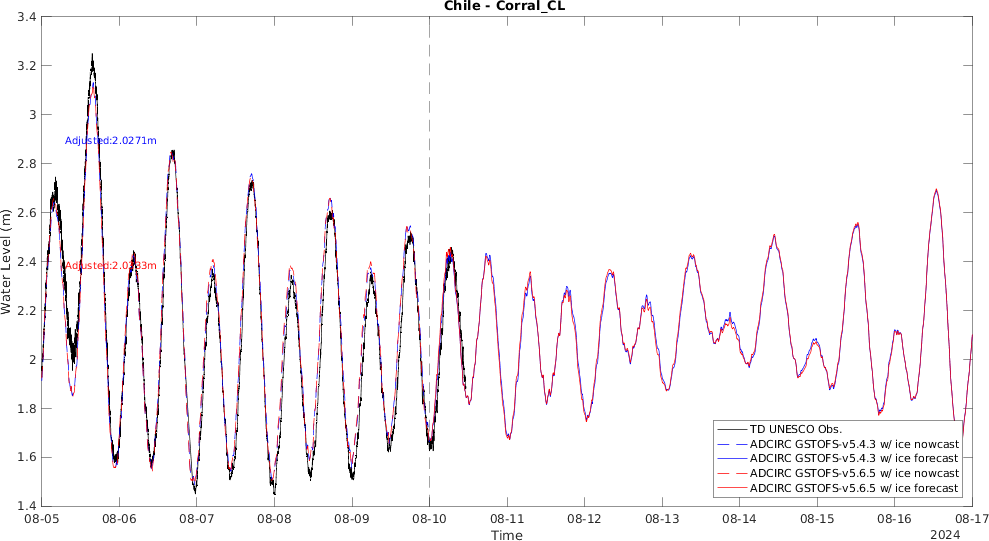 Chile - Corral_CL
Water Level (m)
3.4
3.2
3
2.8
2.6
2.4
2.2
2
1.8
1.6
1.4
Adjusted:2.0271m
TD UNESCO Obs.
ADCIRC GSTOFS-v5.4.3 w/ ice nowcast
ADCIRC GSTOFS-v5.4.3 w/ ice forecast
ADCIRC GSTOFS-v5.6.5 w/ ice nowcast
ADCIRC GSTOFS-v5.6.5 w/ ice forecast
08-05 08-06 08-07 08-08 08-09 08-10 08-11 08-12 08-13 08-14 08-15 08-16 08-17
Time
2024